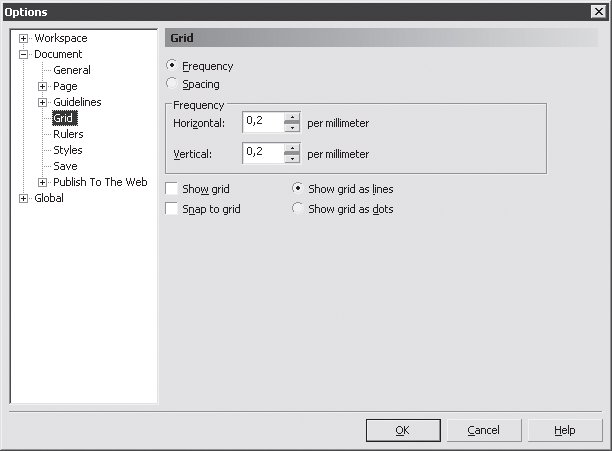 Options
Workspace
Document
General
Page
Guidelines
Grid
Rulers
Styles
Save
Publish To The Web
Global
Grid
Frequency
Spacing
Frequency
Horizontal: 0,2 per millimeter
Vertical: 0,2 per millimeter
Show grid Show grid as lines
Snap to grid Show grid as dots
OK Cancel Help